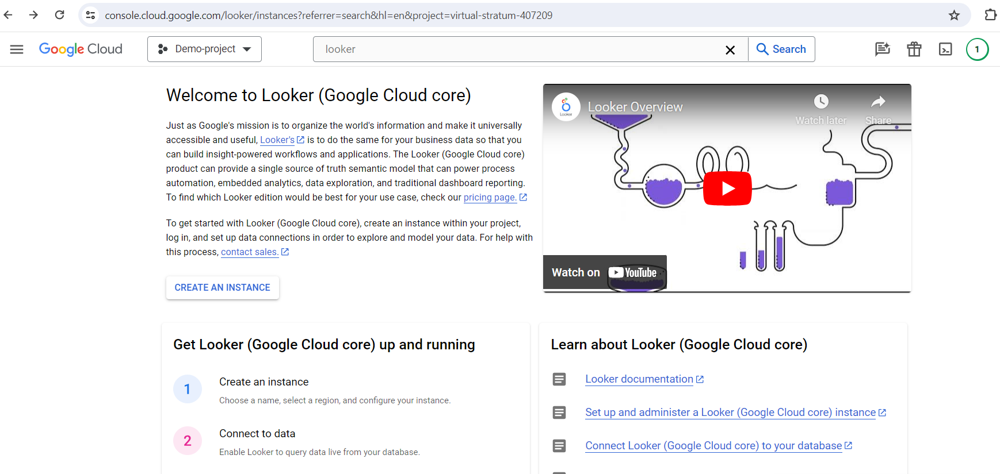 console.cloud.google.com/looker/instances?referrer=search&hl=en&project=virtual-stratum-407209
Google Cloud
Demo-project
looker
Search
1
Welcome to Looker (Google Cloud core)
Just as Google's mission is to organize the world's information and make it universally
accessible and useful, Looker's is to do the same for your business data so that you
can build insight-powered workflows and applications. The Looker (Google Cloud core)
product can provide a single source of truth semantic model that can power process
automation, embedded analytics, data exploration, and traditional dashboard reporting.
To find which Looker edition would be best for your use case, check our pricing page.
To get started with Looker (Google Cloud core), create an instance within your project,
log in, and set up data connections in order to explore and model your data. For help with
this process, contact sales.
CREATE AN INSTANCE
Looker
Looker Overview
Watch later
Share
Watch on YouTube
Get Looker (Google Cloud core) up and running
1
Create an instance
Choose a name, select a region, and configure your instance.
2
Connect to data
Enable Looker to query data live from your database.
Learn about Looker (Google Cloud core)
Looker documentation
Set up and administer a Looker (Google Cloud core) instance
Connect Looker (Google Cloud core) to your database